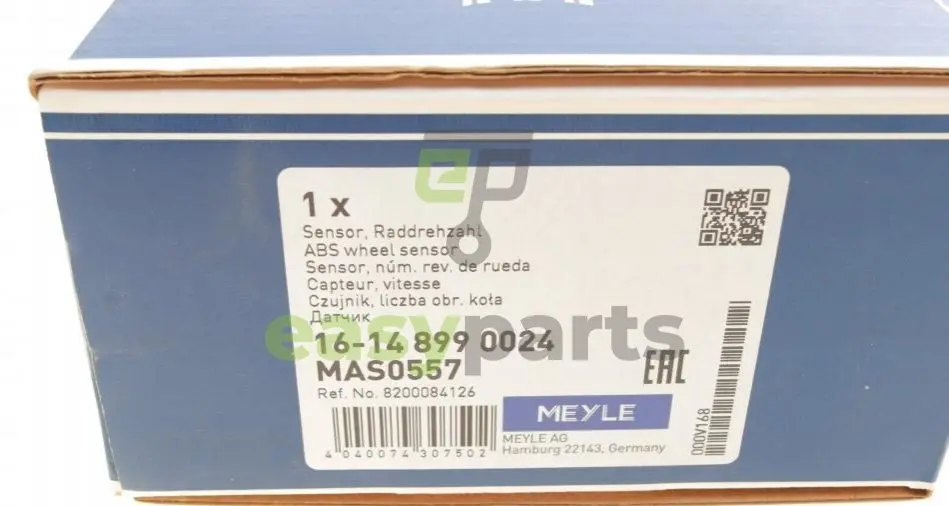 1 x
Sensor, Raddrehzahl
ABS wheel sensor
Sensor, núm. rev. de rueda
Capteur, vitesse
Czujnik, liczba obr. koła
Датчик
16-14 899 0024
MAS0557
Ref. No. 8200084126
EAC
MEYLE
MEYLE AG
Hamburg 22143, Germany
4 040074 307502
000V168
ep
easyparts